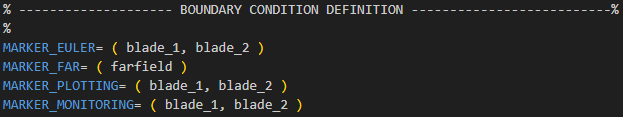 % -------------------- BOUNDARY CONDITION DEFINITION --------------------------%
%
MARKER_EULER= ( blade_1, blade_2 )
MARKER_FAR= ( farfield )
MARKER_PLOTTING= ( blade_1, blade_2 )
MARKER_MONITORING= ( blade_1, blade_2 )